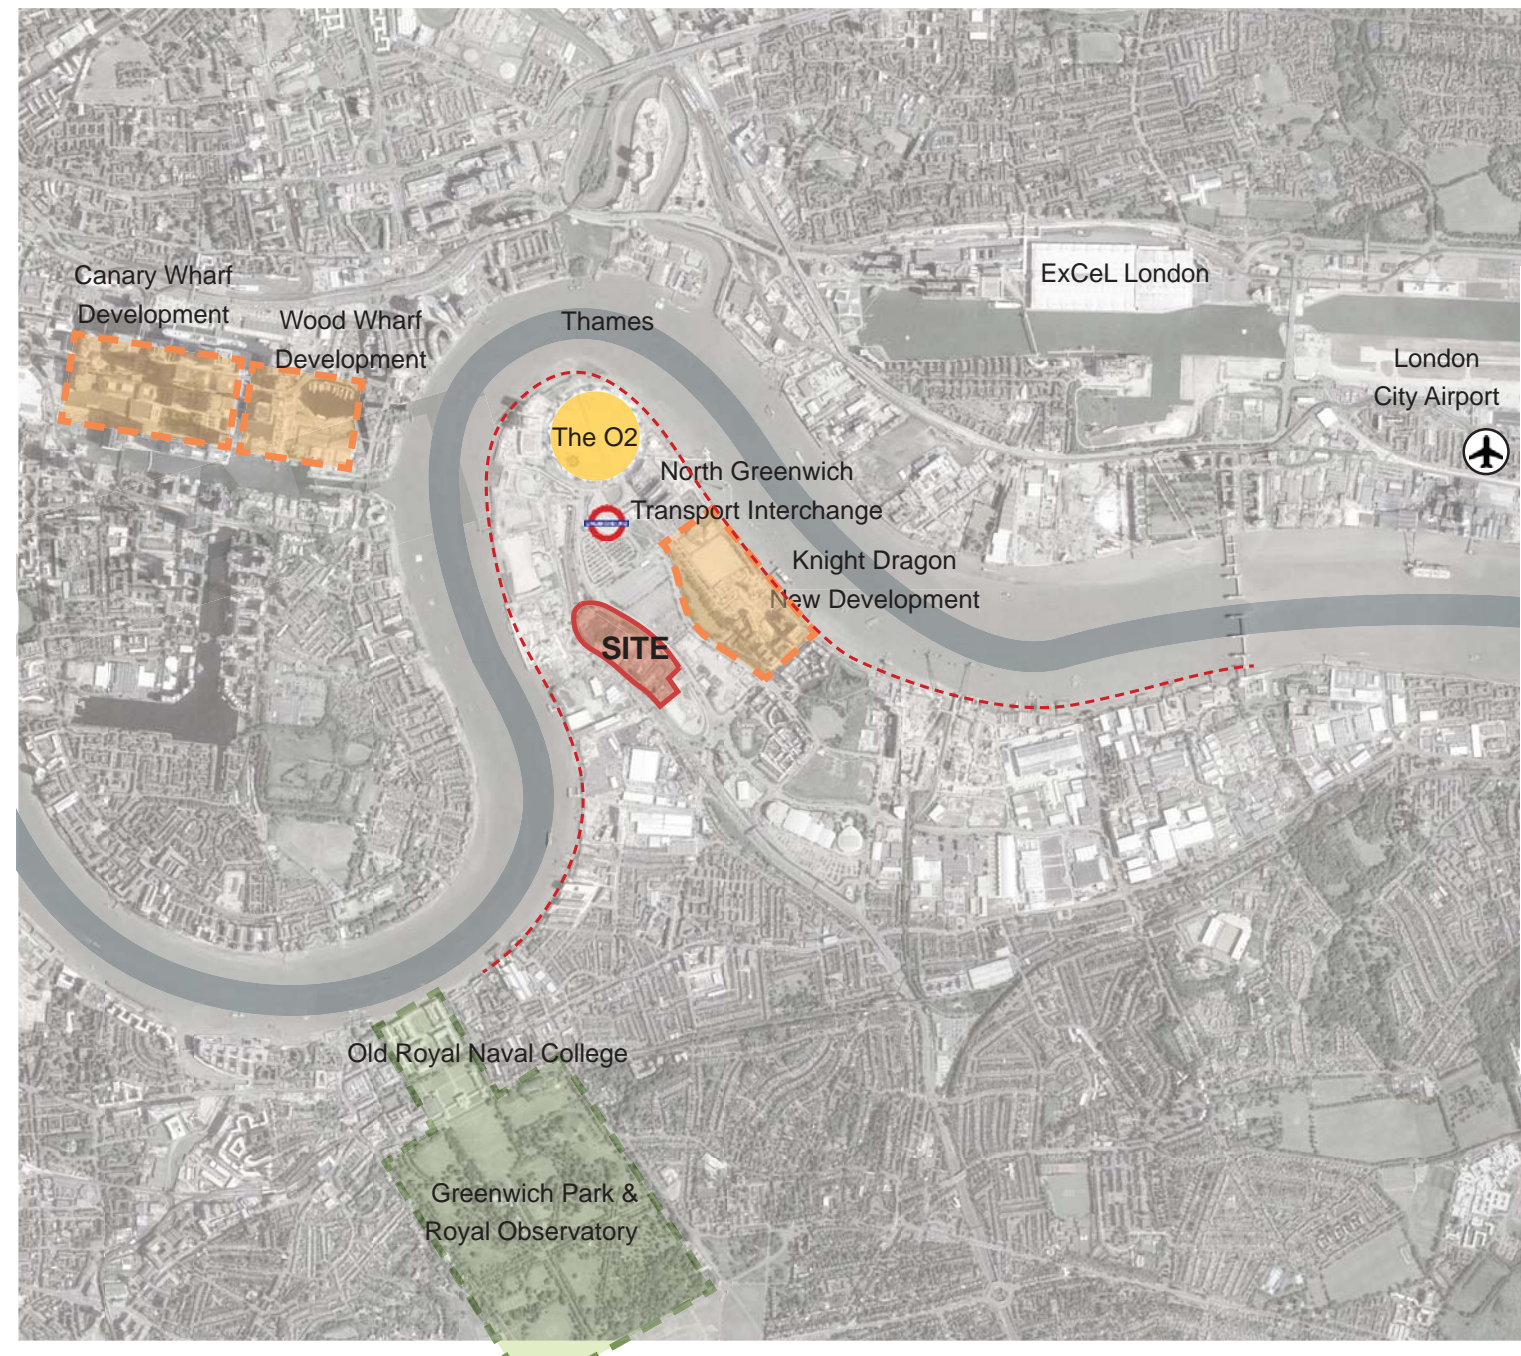 Canary Wharf
Development
Wood Wharf
Development
Thames
ExCeL London
London
City Airport
The O2
North Greenwich
Transport Interchange
Knight Dragon
New Development
SITE
Old Royal Naval College
Greenwich Park &
Royal Observatory